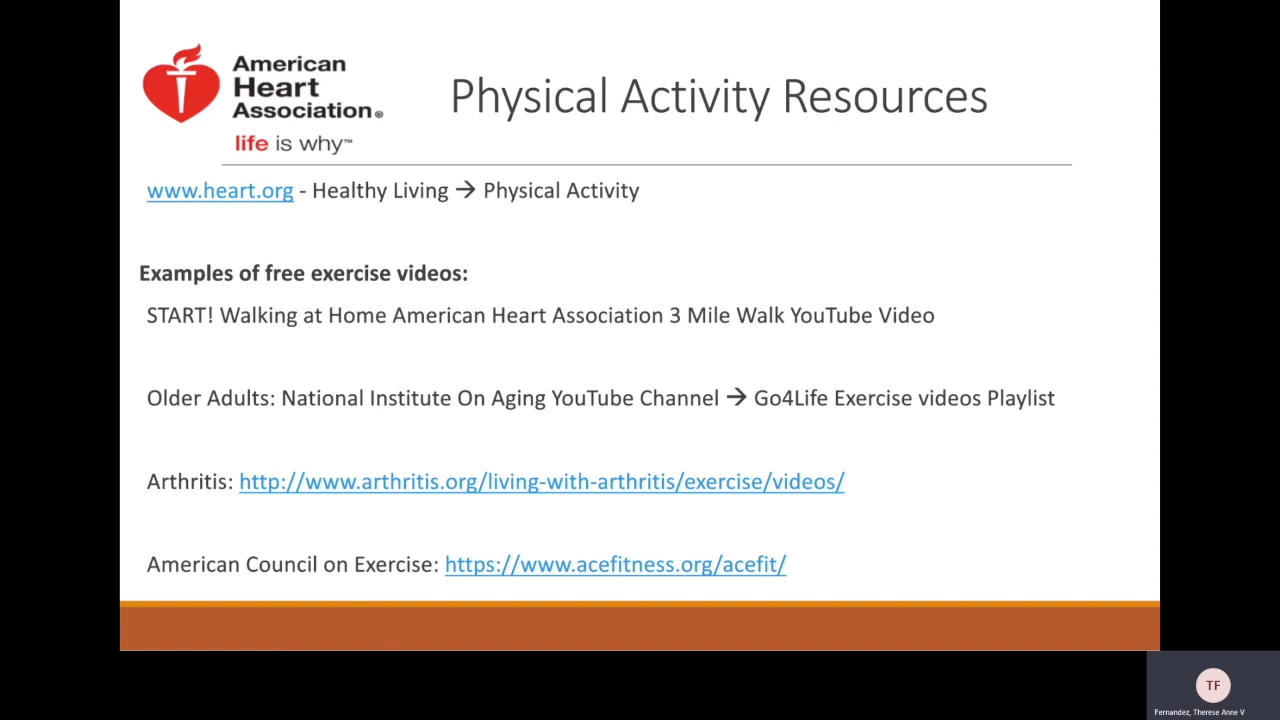 American
Heart
Association®
life is why™
Physical Activity Resources
www.heart.org - Healthy Living → Physical Activity
Examples of free exercise videos:
START! Walking at Home American Heart Association 3 Mile Walk YouTube Video
Older Adults: National Institute On Aging YouTube Channel → Go4Life Exercise videos Playlist
Arthritis: http://www.arthritis.org/living-with-arthritis/exercise/videos/
American Council on Exercise: https://www.acefitness.org/acefit/
TF
Fernandez, Therese Anne V